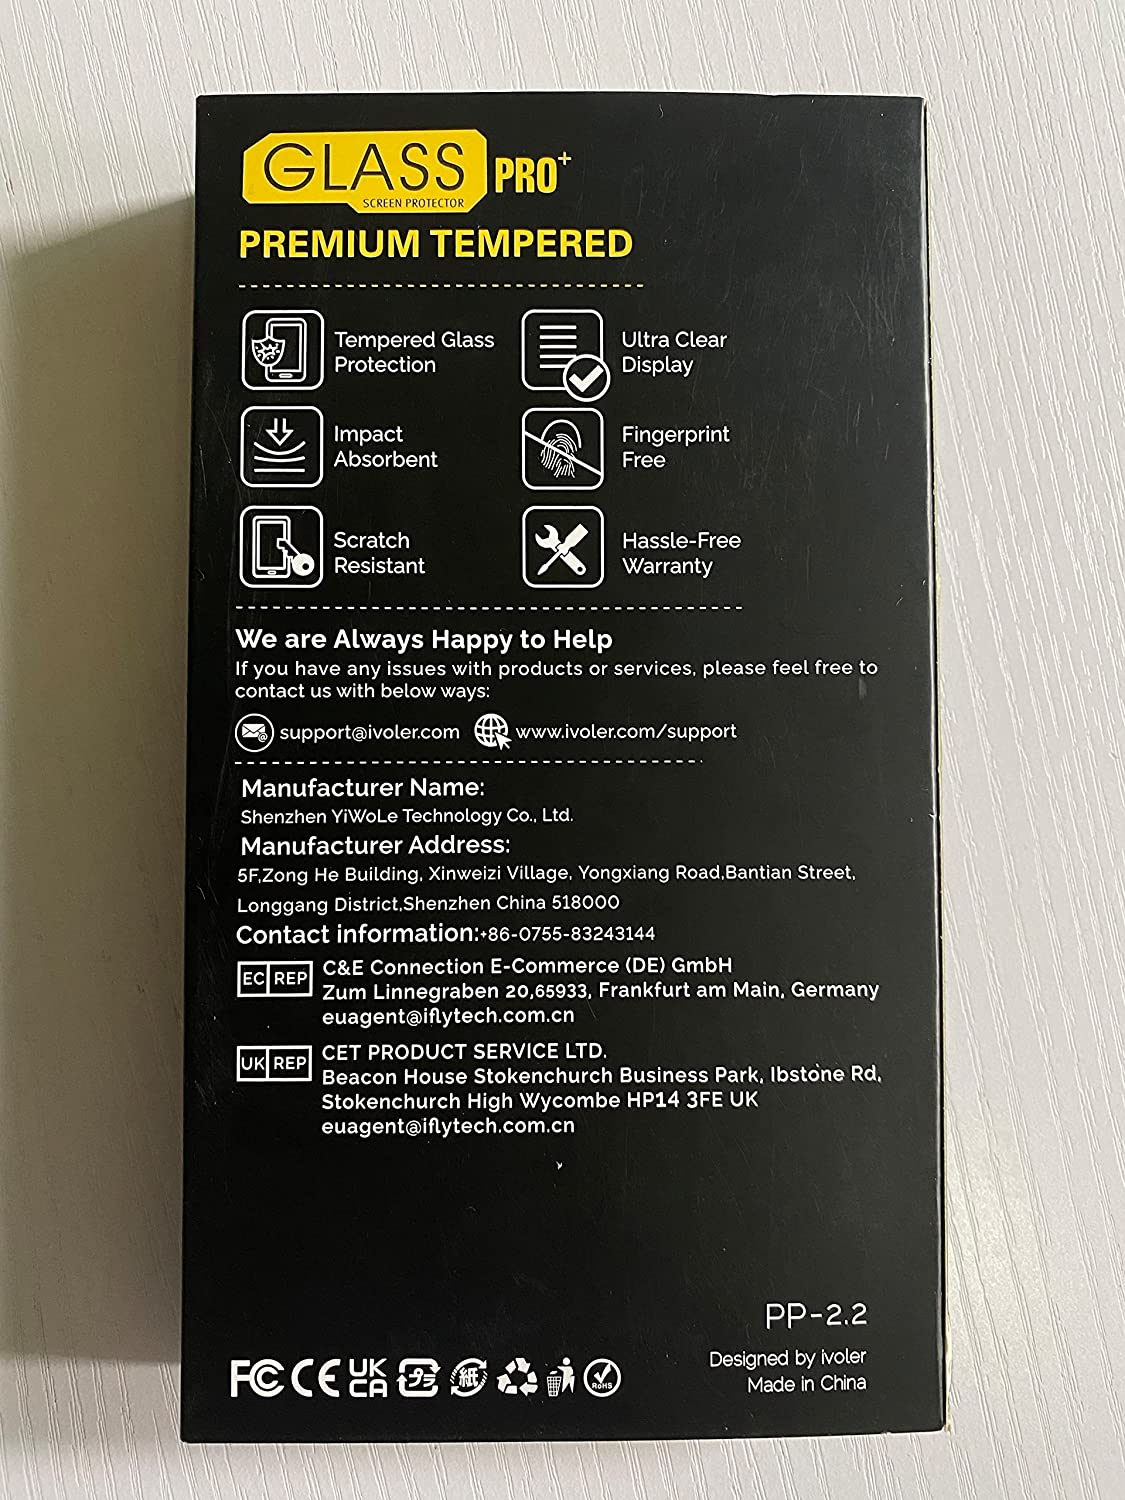 GLASS PRO+
SCREEN PROTECTOR
PREMIUM TEMPERED
Tempered Glass
Protection
Ultra Clear
Display
Impact
Absorbent
Fingerprint
Free
Scratch
Resistant
Hassle-Free
Warranty
We are Always Happy to Help
If you have any issues with products or services, please feel free to
contact us with below ways:
support@ivoler.com www.ivoler.com/support
Manufacturer Name:
Shenzhen YiWoLe Technology Co., Ltd.
Manufacturer Address:
5F,Zong He Building, Xinweizi Village, Yongxiang Road,Bantian Street,
Longgang District,Shenzhen China 518000
Contact information:+86-0755-83243144
EC REP
C&E Connection E-Commerce (DE) GmbH
Zum Linnegraben 20,65933, Frankfurt am Main, Germany
euagent@iflytech.com.cn
UK REP
CET PRODUCT SERVICE LTD.
Beacon House Stokenchurch Business Park, Ibstone Rd,
Stokenchurch High Wycombe HP14 3FE UK
euagent@iflytech.com.cn
PP-2.2
Designed by ivoler
Made in China
FC CE UK
CA プラ 紙 RoHS